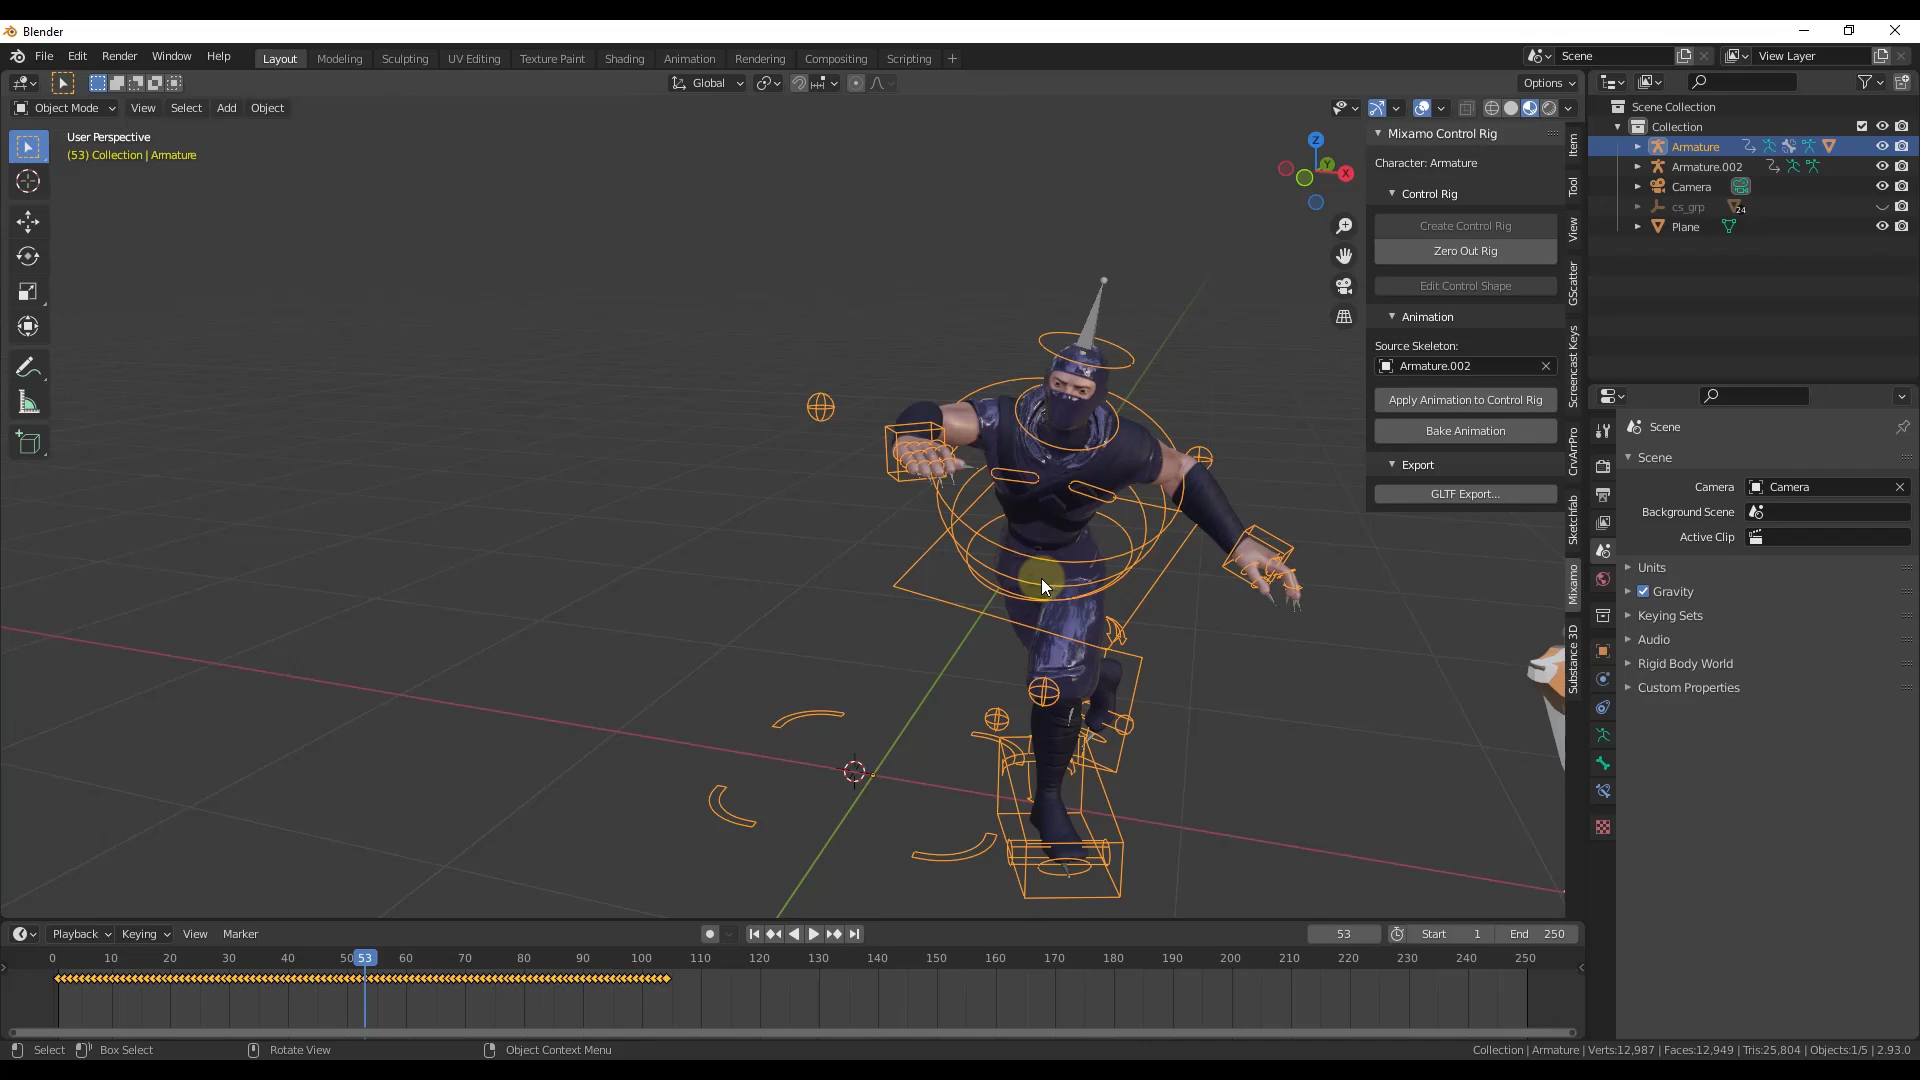 Blender
File Edit Render Window Help
Layout Modeling Sculpting UV Editing Texture Paint Shading Animation Rendering Compositing Scripting +
Scene
View Layer
Global
Options
Object Mode View Select Add Object
User Perspective
(53) Collection | Armature
Z
Y
X
Mixamo Control Rig
Character: Armature
Control Rig
Create Control Rig
Zero Out Rig
Edit Control Shape
Animation
Source Skeleton:
Armature.002
Apply Animation to Control Rig
Bake Animation
Export
GLTF Export...
Item
Tool
View
GScatter
Screencast Keys
CrvArrPro
Sketchfab
Mixamo
Substance 3D
Scene Collection
Collection
Armature
Armature.002
Camera
cs_grp
24
Plane
Scene
Scene
Camera Camera
Background Scene
Active Clip
Units
Gravity
Keying Sets
Audio
Rigid Body World
Custom Properties
Playback Keying View Marker
53 Start 1 End 250
0 10 20 30 40 50 53 60 70 80 90 100 110 120 130 140 150 160 170 180 190 200 210 220 230 240 250
Select Box Select Rotate View Object Context Menu
Collection | Armature | Verts:12,987 | Faces:12,949 | Tris:25,804 | Objects:1/5 | 2.93.0